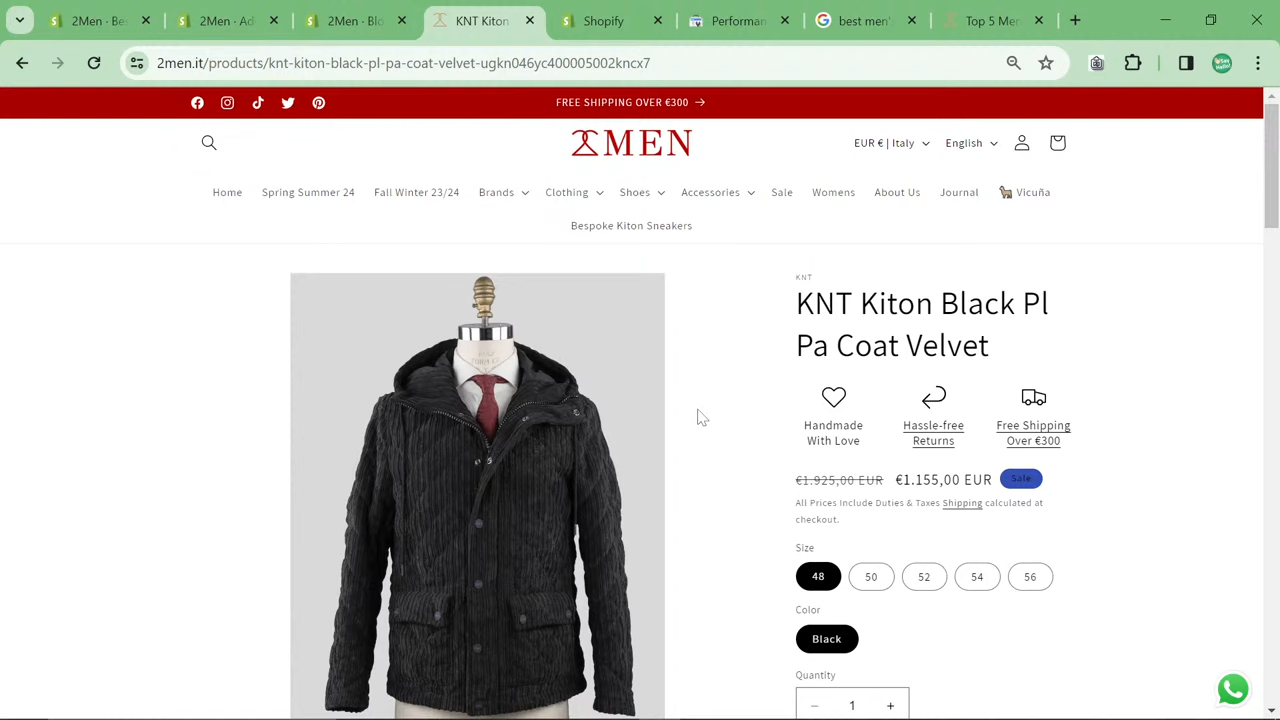 2Men - Be
2Men - Ad
2Men - Blo
KNT Kiton
Shopify
Performan
best men's
Top 5 Men
2men.it/products/knt-kiton-black-pl-pa-coat-velvet-ugkn046yc400005002kncx7
FREE SHIPPING OVER €300 →
2MEN
EUR € | Italy
English
Home
Spring Summer 24
Fall Winter 23/24
Brands
Clothing
Shoes
Accessories
Sale
Womens
About Us
Journal
Vicuña
Bespoke Kiton Sneakers
KNT
KNT Kiton Black Pl
Pa Coat Velvet
Handmade
With Love
Hassle-free
Returns
Free Shipping
Over €300
€1.925,00 EUR €1.155,00 EUR Sale
All Prices Include Duties & Taxes Shipping calculated at
checkout.
Size
48 50 52 54 56
Color
Black
Quantity
− 1 +